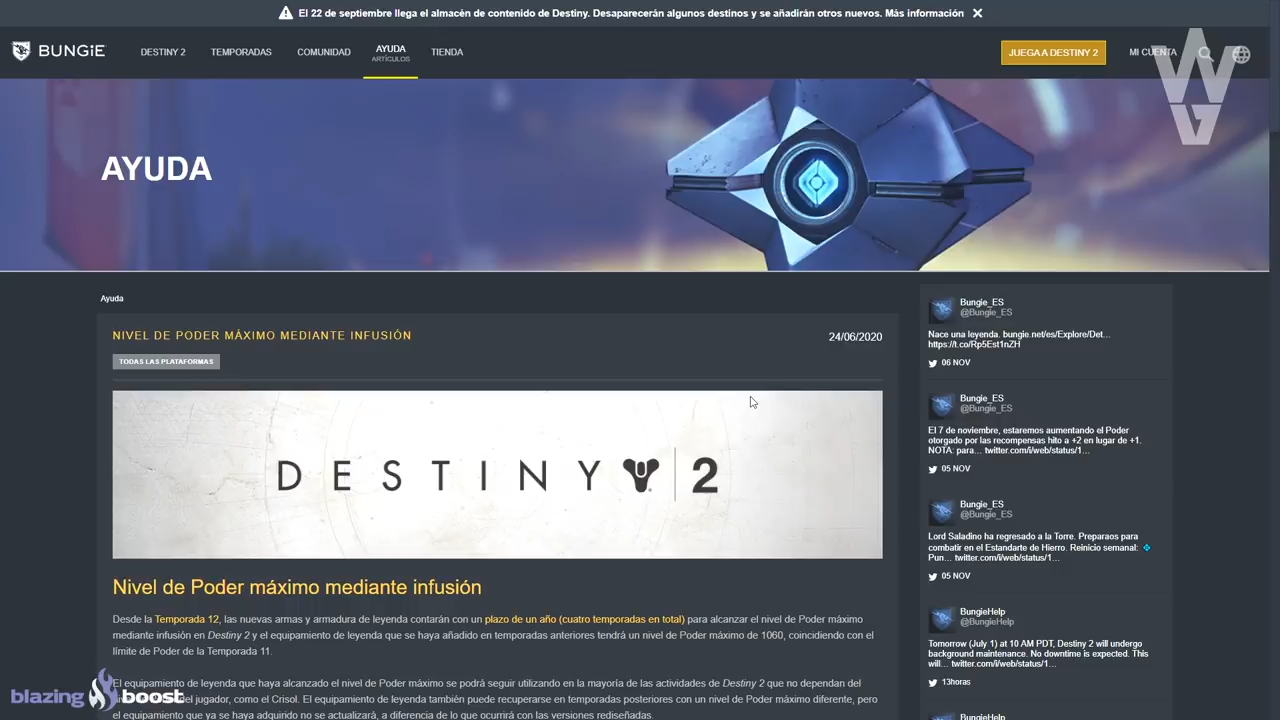 El 22 de septiembre llega el almacén de contenido de Destiny. Desaparecerán algunos destinos y se añadirán otros nuevos. Más información
BUNGiE
DESTINY 2
TEMPORADAS
COMUNIDAD
AYUDA
ARTÍCULOS
TIENDA
JUEGA A DESTINY 2
MI CUENTA
WG
AYUDA
Ayuda
NIVEL DE PODER MÁXIMO MEDIANTE INFUSIÓN
24/06/2020
TODAS LAS PLATAFORMAS
DESTINY 2
Nivel de Poder máximo mediante infusión
Desde la Temporada 12, las nuevas armas y armadura de leyenda contarán con un plazo de un año (cuatro temporadas en total) para alcanzar el nivel de Poder máximo
mediante infusión en Destiny 2 y el equipamiento de leyenda que se haya añadido en temporadas anteriores tendrá un nivel de Poder máximo de 1060, coincidiendo con el
límite de Poder de la Temporada 11.
El equipamiento de leyenda que haya alcanzado el nivel de Poder máximo se podrá seguir utilizando en la mayoría de las actividades de Destiny 2 que no dependan del
del jugador, como el Crisol. El equipamiento de leyenda también puede recuperarse en temporadas posteriores con un nivel de Poder máximo diferente, pero
el equipamiento que ya se haya adquirido no se actualizará, a diferencia de lo que ocurrirá con las versiones rediseñadas.
blazing boost
Bungie_ES
@Bungie_ES
Nace una leyenda. bungie.net/es/Explore/Det...
https://t.co/Rp5Est1nZH
06 NOV
Bungie_ES
@Bungie_ES
El 7 de noviembre, estaremos aumentando el Poder
otorgado por las recompensas hito a +2 en lugar de +1.
NOTA: para... twitter.com/i/web/status/1...
05 NOV
Bungie_ES
@Bungie_ES
Lord Saladino ha regresado a la Torre. Preparaos para
combatir en el Estandarte de Hierro. Reinicio semanal:
Pun... twitter.com/i/web/status/1...
05 NOV
BungieHelp
@BungieHelp
Tomorrow (July 1) at 10 AM PDT, Destiny 2 will undergo
background maintenance. No downtime is expected. This
will... twitter.com/i/web/status/1...
13horas
BungieHelp